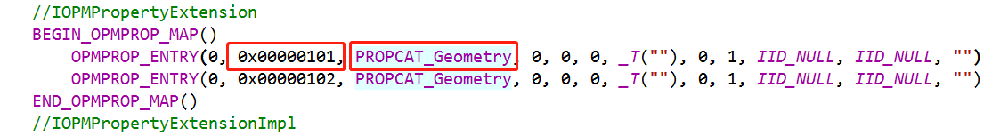 //IOPMPropertyExtension
BEGIN_OPMPROP_MAP()
OPMPROP_ENTRY(0, 0x00000101, PROPCAT_Geometry, 0, 0, 0, _T(""), 0, 1, IID_NULL, IID_NULL, "")
OPMPROP_ENTRY(0, 0x00000102, PROPCAT_Geometry, 0, 0, 0, _T(""), 0, 1, IID_NULL, IID_NULL, "")
END_OPMPROP_MAP()
//IOPMPropertyExtensionImpl